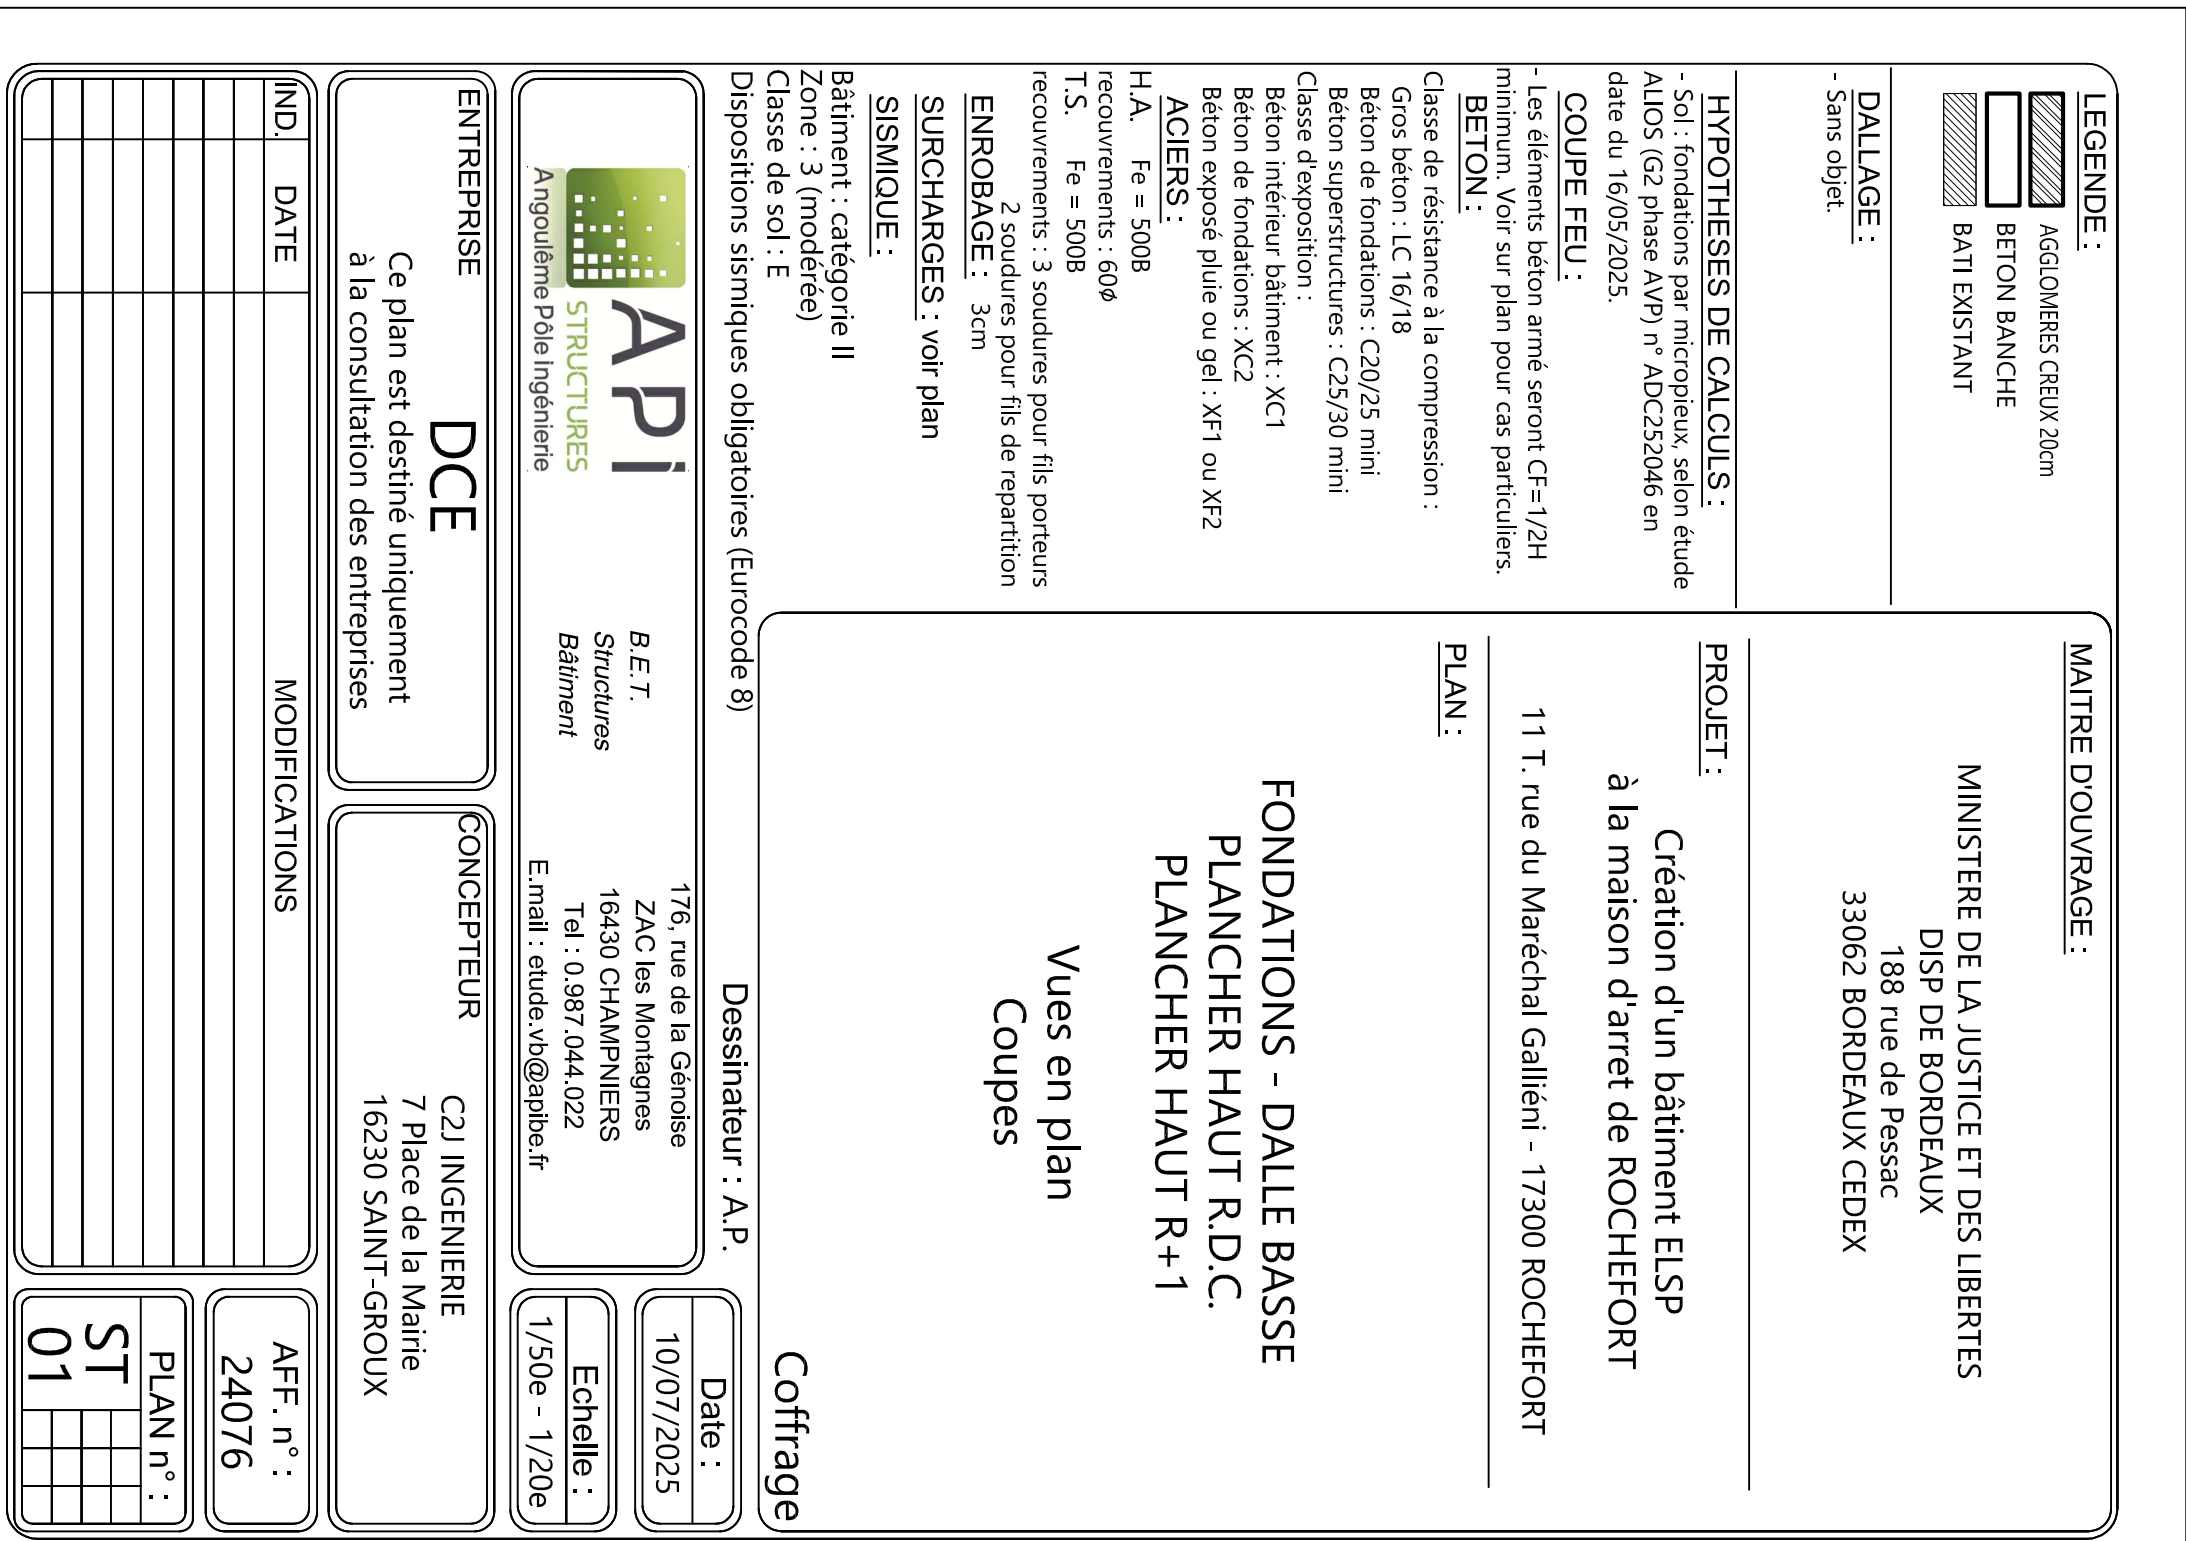 LEGENDE :
AGGLOMERES CREUX 20cm
BETON BANCHE
BATI EXISTANT
DALLAGE :
- Sans objet.
HYPOTHESES DE CALCULS :
- Sol : fondations par micropieux, selon étude
ALIOS (G2 phase AVP) n° ADC252046 en
date du 16/05/2025.
COUPE FEU :
- Les éléments béton armé seront CF=1/2H
minimum. Voir sur plan pour cas particuliers.
BETON :
Classe de résistance à la compression :
Gros béton : LC 16/18
Béton de fondations : C20/25 mini
Béton superstructures : C25/30 mini
Classe d'exposition :
Béton intérieur bâtiment : XC1
Béton de fondations : XC2
Béton exposé pluie ou gel : XF1 ou XF2
ACIERS :
H.A. Fe = 500B
recouvrements : 60Ø
T.S. Fe = 500B
recouvrements : 3 soudures pour fils porteurs
2 soudures pour fils de repartition
ENROBAGE : 3cm
SURCHARGES : voir plan
SISMIQUE :
Bâtiment : catégorie II
Zone : 3 (modérée)
Classe de sol : E
Dispositions sismiques obligatoires (Eurocode 8)
MAITRE D'OUVRAGE :
MINISTERE DE LA JUSTICE ET DES LIBERTES
DISP DE BORDEAUX
188 rue de Pessac
33062 BORDEAUX CEDEX
PROJET :
Création d'un bâtiment ELSP
à la maison d'arret de ROCHEFORT
11 T. rue du Maréchal Galliéni - 17300 ROCHEFORT
PLAN :
FONDATIONS - DALLE BASSE
PLANCHER HAUT R.D.C.
PLANCHER HAUT R+1
Vues en plan
Coupes
Coffrage
Dessinateur : A.P.
Date :
10/07/2025
APi
STRUCTURES
Angoulême Pôle Ingénierie
B.E.T.
Structures
Bâtiment
176, rue de la Génoise
ZAC les Montagnes
16430 CHAMPNIERS
Tel : 0.987.044.022
E.mail : etude.vb@apibe.fr
Echelle :
1/50e - 1/20e
ENTREPRISE
DCE
Ce plan est destiné uniquement
à la consultation des entreprises
CONCEPTEUR
C2J INGENIERIE
7 Place de la Mairie
16230 SAINT-GROUX
IND. DATE MODIFICATIONS
AFF. n° :
24076
PLAN n° :
ST
01